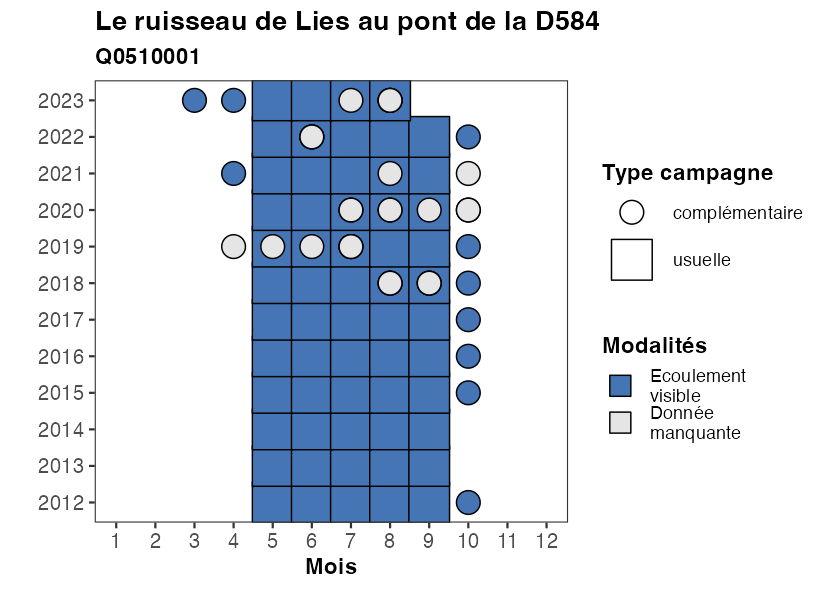 Le ruisseau de Lies au pont de la D584
Q0510001
2023
2022
2021
2020
2019
2018
2017
2016
2015
2014
2013
2012
1 2 3 4 5 6 7 8 9 10 11 12
Mois
Type campagne
complémentaire
usuelle
Modalités
Ecoulement
visible
Donnée
manquante